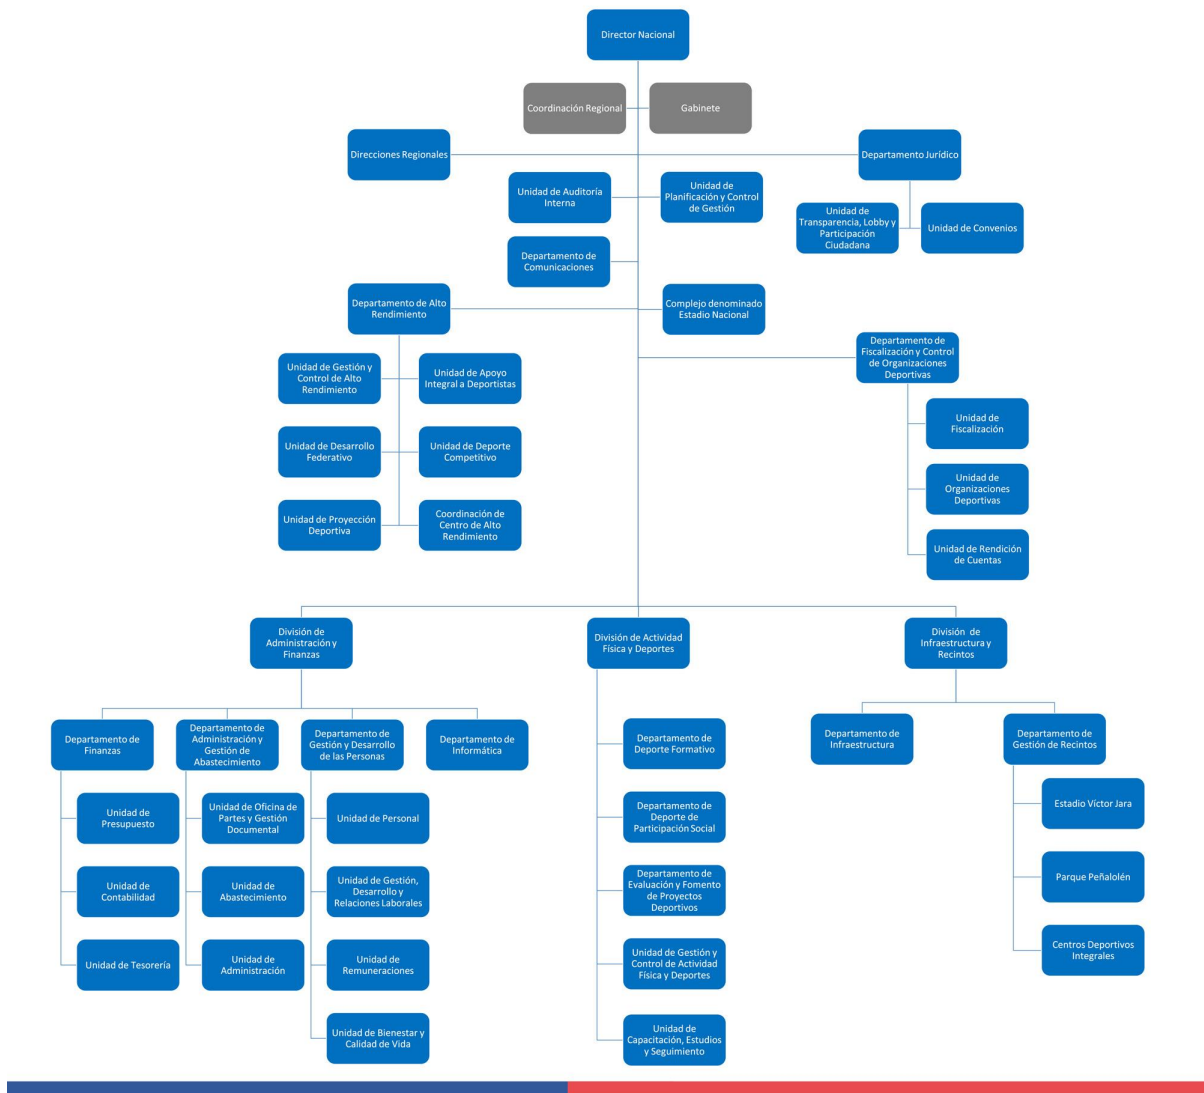 Director Nacional
Coordinación Regional
Gabinete
Direcciones Regionales
Departamento Jurídico
Unidad de Auditoría
Interna
Unidad de
Planificación y Control
de Gestión
Unidad de
Transparencia, Lobby y
Participación
Ciudadana
Unidad de Convenios
Departamento de
Comunicaciones
Departamento de Alto
Rendimiento
Complejo denominado
Estadio Nacional
Departamento de
Fiscalización y Control
de Organizaciones
Deportivas
Unidad de Gestión y
Control de Alto
Rendimiento
Unidad de Apoyo
Integral a Deportistas
Unidad de
Fiscalización
Unidad de Desarrollo
Federativo
Unidad de Deporte
Competitivo
Unidad de
Organizaciones
Deportivas
Unidad de Proyección
Deportiva
Coordinación de
Centro de Alto
Rendimiento
Unidad de Rendición
de Cuentas
División de
Administración y
Finanzas
División de Actividad
Física y Deportes
División de
Infraestructura y
Recintos
Departamento de
Finanzas
Departamento de
Administración y
Gestión de
Abastecimiento
Departamento de
Gestión y Desarrollo
de las Personas
Departamento de
Informática
Departamento de
Deporte Formativo
Departamento de
Infraestructura
Departamento de
Gestión de Recintos
Unidad de
Presupuesto
Unidad de Oficina de
Partes y Gestión
Documental
Unidad de Personal
Departamento de
Deporte de
Participación Social
Estadio Víctor Jara
Unidad de
Contabilidad
Unidad de
Abastecimiento
Unidad de Gestión,
Desarrollo y
Relaciones Laborales
Departamento de
Evaluación y Fomento
de Proyectos
Deportivos
Parque Peñalolén
Unidad de Tesorería
Unidad de
Administración
Unidad de
Remuneraciones
Unidad de Gestión y
Control de Actividad
Física y Deportes
Centros Deportivos
Integrales
Unidad de Bienestar y
Calidad de Vida
Unidad de
Capacitación, Estudios
y Seguimiento